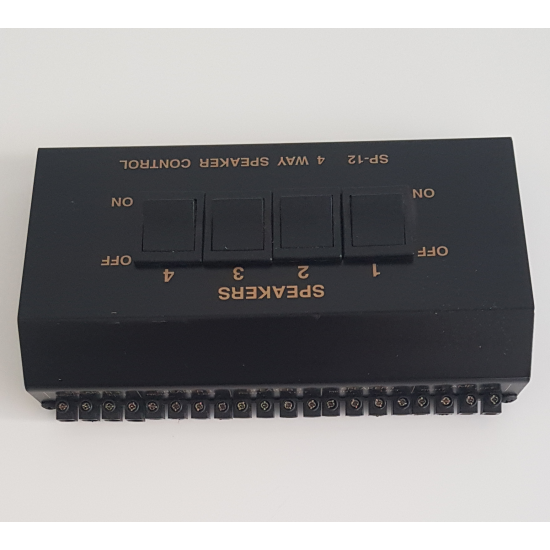 SPEAKERS
1 2 3 4
OFF OFF
ON ON
SP-12 4 WAY SPEAKER CONTROL